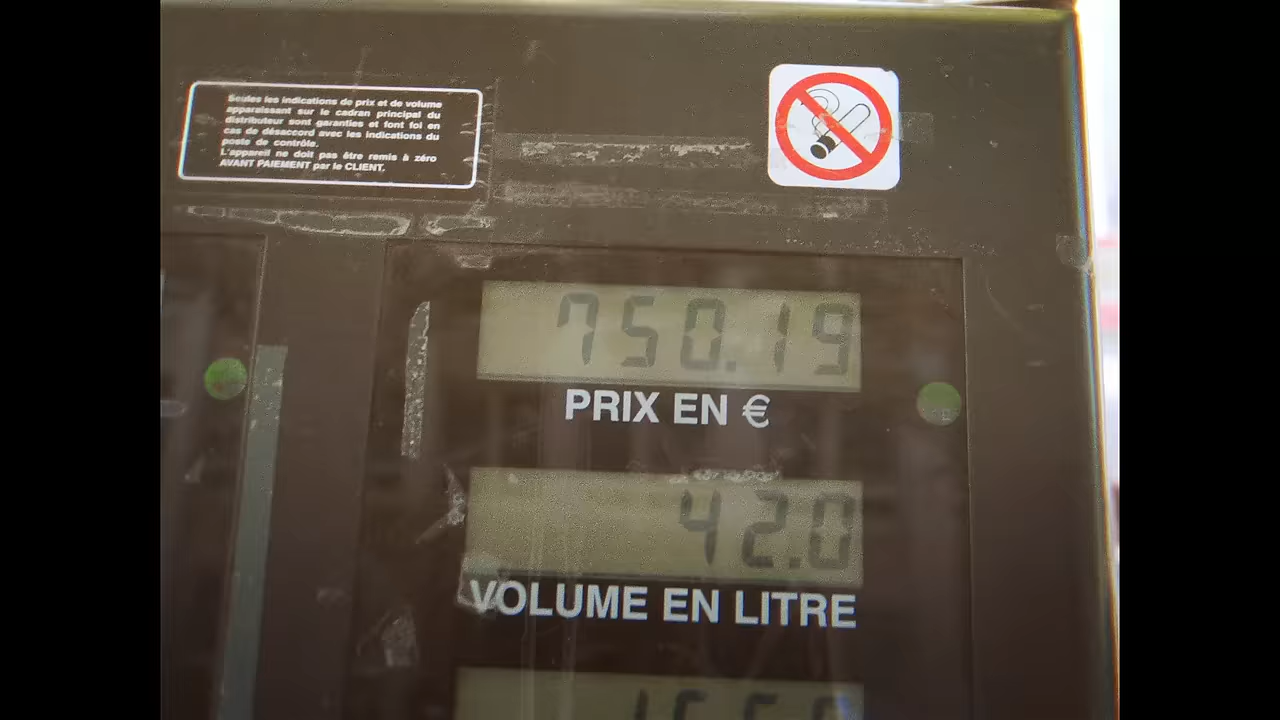 Seules les indications de prix et de volume
apparaissant sur le cadran principal du
distributeur sont garanties et font foi en
cas de désaccord avec les indications du
poste de contrôle.
L'appareil ne doit pas être remis à zéro
AVANT PAIEMENT par le CLIENT.
750.19
PRIX EN €
42.0
VOLUME EN LITRE